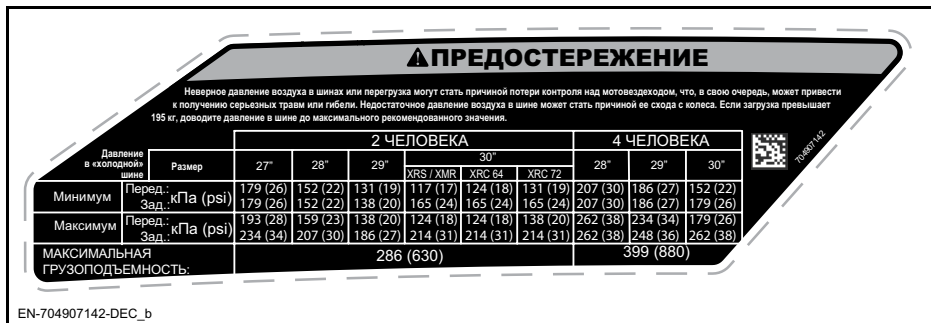 ПРЕДОСТЕРЕЖЕНИЕ
Неверное давление воздуха в шинах или перегрузка могут стать причиной потери контроля над мотовездеходом, что, в свою очередь, может привести
к получению серьезных травм или гибели. Недостаточное давление воздуха в шине может стать причиной ее схода с колеса. Если загрузка превышает
195 кг, доводите давление в шине до максимального рекомендованного значения.
2 ЧЕЛОВЕКА 4 ЧЕЛОВЕКА
Давление в «холодной» шине Размер 27" 28" 29" 30" 28" 29" 30"
XRS / XMR XRC 64 XRC 72
Минимум Перед.: кПа (psi) 179 (26) 152 (22) 131 (19) 117 (17) 124 (18) 131 (19) 207 (30) 186 (27) 152 (22)
Зад.: 179 (26) 152 (22) 138 (20) 165 (24) 165 (24) 165 (24) 207 (30) 186 (27) 179 (26)
Максимум Перед.: кПа (psi) 193 (28) 159 (23) 138 (20) 124 (18) 124 (18) 138 (20) 262 (38) 234 (34) 179 (26)
Зад.: 234 (34) 207 (30) 186 (27) 214 (31) 214 (31) 214 (31) 262 (38) 248 (36) 262 (38)
МАКСИМАЛЬНАЯ
ГРУЗОПОДЪЕМНОСТЬ: 286 (630) 399 (880)
704907142
EN-704907142-DEC_b